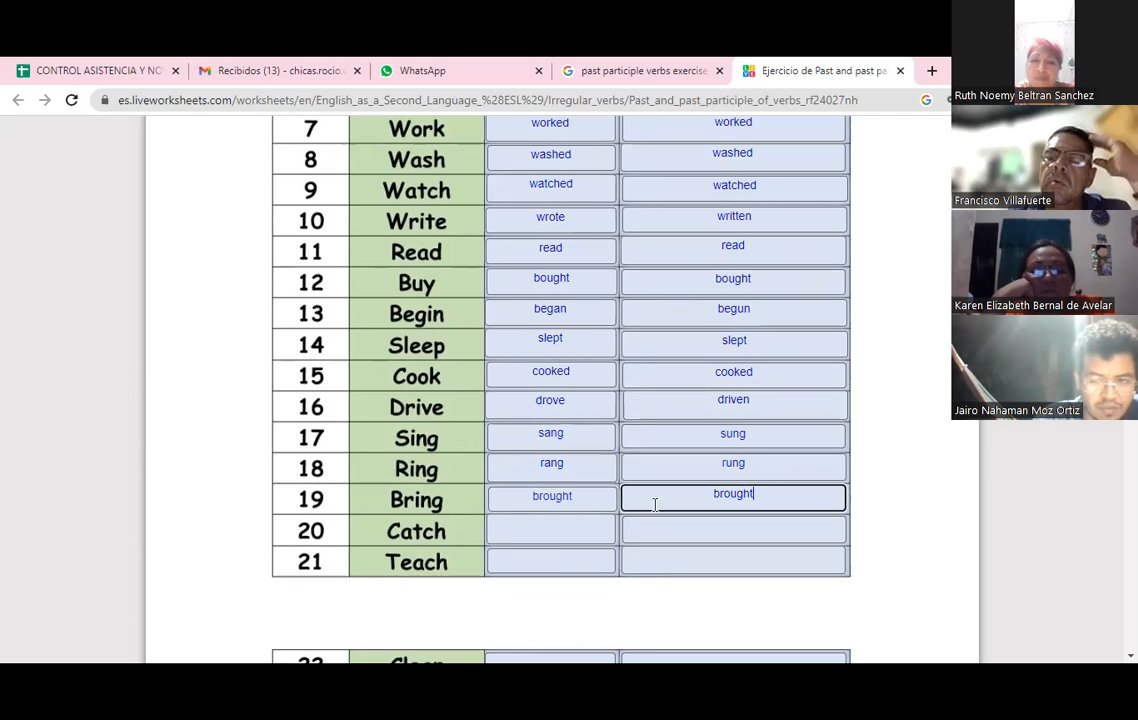 CONTROL ASISTENCIA Y NO
Recibidos (13) - chicas.rocio
WhatsApp
past participle verbs exercise
Ejercicio de Past and past pa
es.liveworksheets.com/worksheets/en/English_as_a_Second_Language_%28ESL%29/Irregular_verbs/Past_and_past_participle_of_verbs_rf24027nh
7 Work worked worked
8 Wash washed washed
9 Watch watched watched
10 Write wrote written
11 Read read read
12 Buy bought bought
13 Begin began begun
14 Sleep slept slept
15 Cook cooked cooked
16 Drive drove driven
17 Sing sang sung
18 Ring rang rung
19 Bring brought brought
20 Catch
21 Teach
Ruth Noemy Beltran Sanchez
Francisco Villafuerte
Karen Elizabeth Bernal de Avelar
Jairo Nahaman Moz Ortiz